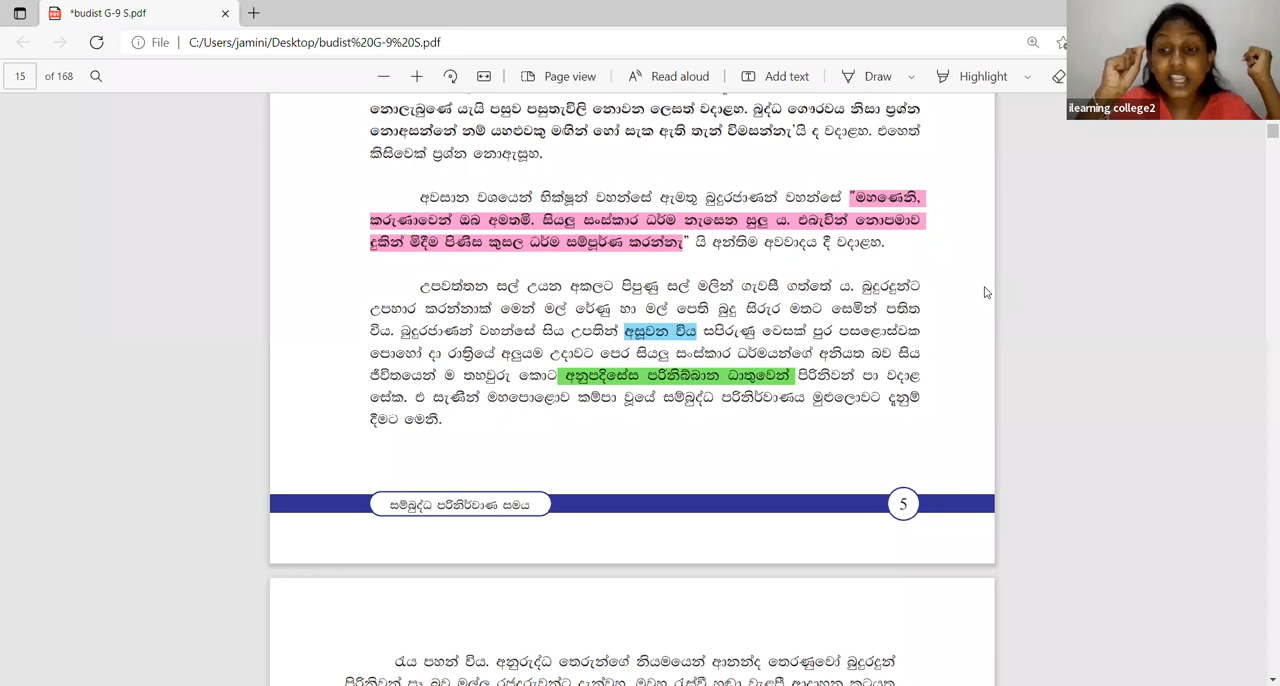 *budist G-9 S.pdf
File C:/Users/jamini/Desktop/budist%20G-9%20S.pdf
15 of 168 Page view Read aloud Add text Draw Highlight
ilearning college2
නොලැබුණේ යැයි පසුව පසුතැවිලි නොවන ලෙසත් වදාළහ. බුද්ධ ගෞරවය නිසා ප්‍රශ්න
නොඅසන්නේ නම් යහළුවකු මඟින් හෝ සැක ඇති තැන් විමසන්නැ'යි ද වදාළහ. එහෙත්
කිසිවෙක් ප්‍රශ්න නොඇසූහ.
අවසාන වශයෙන් භික්ෂූන් වහන්සේ ඇමතූ බුදුරජාණන් වහන්සේ "මහණෙනි,
කරුණාවෙන් ඔබ අමතමි. සියලු සංස්කාර ධර්ම නැසෙන සුලු ය. එබැවින් නොපමාව
දුකින් මිදීම පිණිස කුසල ධර්ම සම්පූර්ණ කරන්නැ" යි අන්තිම අවවාදය දී වදාළහ.
උපවත්තන සල් උයන අකලට පිපුණු සල් මලින් ගැවසී ගත්තේ ය. බුදුරදුන්ට
උපහාර කරන්නාක් මෙන් මල් රේණු හා මල් පෙති බුදු සිරුර මතට සෙමින් පතිත
විය. බුදුරජාණන් වහන්සේ සිය උපතින් අසූවන විය සපිරුණු වෙසක් පුර පසළොස්වක
පොහෝ දා රාත්‍රියේ අලුයම උදාවට පෙර සියලු සංස්කාර ධර්මයන්ගේ අනියත බව සිය
ජීවිතයෙන් ම තහවුරු කොට අනුපදිසේස පරිනිබ්බාන ධාතුවෙන් පිරිනිවන් පා වදාළ
සේක. එ සැණින් මහපොළොව කම්පා වූයේ සම්බුද්ධ පරිනිර්වාණය මුළුලොවට දැනුම්
දීමට මෙනි.
සම්බුද්ධ පරිනිර්වාණ සමය 5
රැය පහන් විය. අනුරුද්ධ තෙරුන්ගේ නියමයෙන් ආනන්ද තෙරණුවෝ බුදුරදුන්